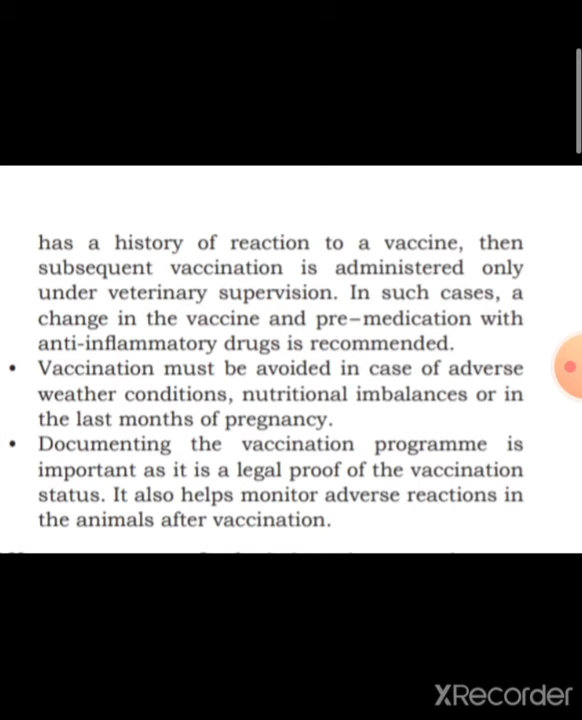 has a history of reaction to a vaccine, then
subsequent vaccination is administered only
under veterinary supervision. In such cases, a
change in the vaccine and pre–medication with
anti-inflammatory drugs is recommended.
• Vaccination must be avoided in case of adverse
weather conditions, nutritional imbalances or in
the last months of pregnancy.
• Documenting the vaccination programme is
important as it is a legal proof of the vaccination
status. It also helps monitor adverse reactions in
the animals after vaccination.
XRecorder